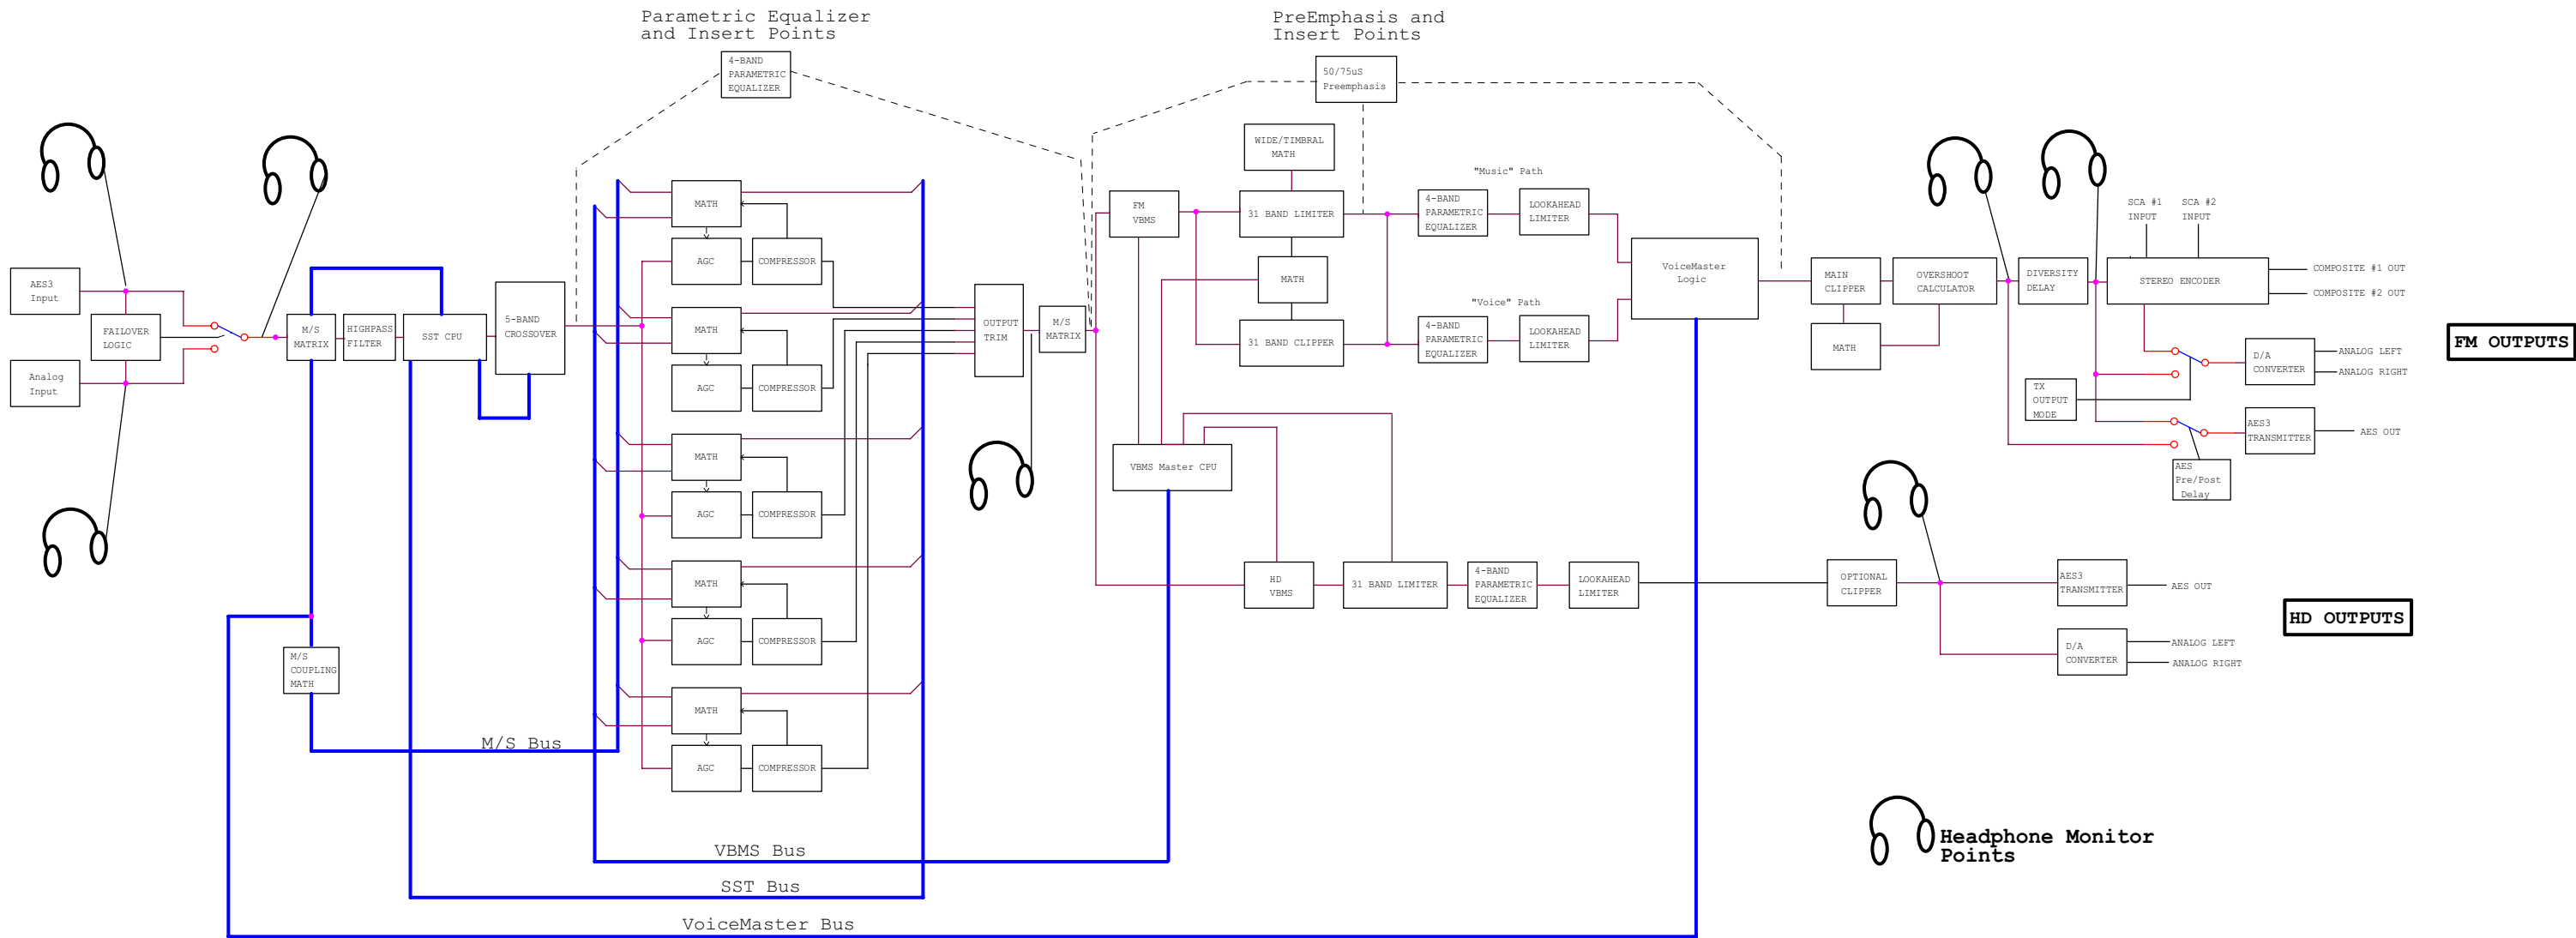 Parametric Equalizer
and Insert Points
PreEmphasis and
Insert Points
4-BAND
PARAMETRIC
EQUALIZER
50/75uS
Preemphasis
AES3
Input
FAILOVER
LOGIC
Analog
Input
M/S
MATRIX
HIGHPASS
FILTER
SST CPU
5-BAND
CROSSOVER
M/S
COUPLING
MATH
MATH
AGC
COMPRESSOR
MATH
AGC
COMPRESSOR
MATH
AGC
COMPRESSOR
MATH
AGC
COMPRESSOR
MATH
AGC
COMPRESSOR
OUTPUT
TRIM
M/S
MATRIX
WIDE/TIMBRAL
MATH
FM
VBMS
31 BAND LIMITER
MATH
31 BAND CLIPPER
"Music" Path
4-BAND
PARAMETRIC
EQUALIZER
LOOKAHEAD
LIMITER
"Voice" Path
4-BAND
PARAMETRIC
EQUALIZER
LOOKAHEAD
LIMITER
VoiceMaster
Logic
VBMS Master CPU
HD
VBMS
31 BAND LIMITER
4-BAND
PARAMETRIC
EQUALIZER
LOOKAHEAD
LIMITER
MAIN
CLIPPER
MATH
OVERSHOOT
CALCULATOR
DIVERSITY
DELAY
SCA #1
INPUT
SCA #2
INPUT
STEREO ENCODER
COMPOSITE #1 OUT
COMPOSITE #2 OUT
TX
OUTPUT
MODE
D/A
CONVERTER
ANALOG LEFT
ANALOG RIGHT
AES3
TRANSMITTER
AES OUT
AES
Pre/Post
Delay
FM OUTPUTS
OPTIONAL
CLIPPER
AES3
TRANSMITTER
AES OUT
D/A
CONVERTER
ANALOG LEFT
ANALOG RIGHT
HD OUTPUTS
M/S Bus
VBMS Bus
SST Bus
VoiceMaster Bus
Headphone Monitor
Points